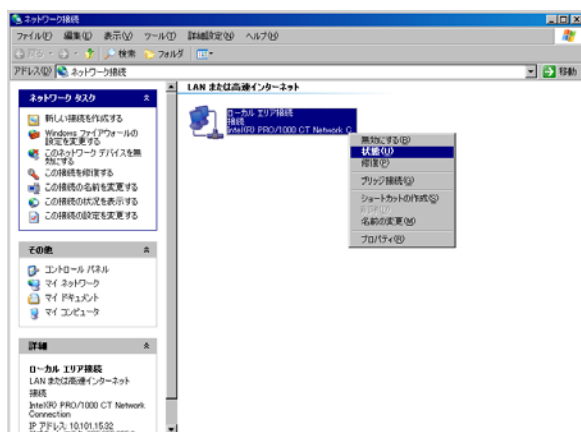 ネットワーク接続
ファイル(F) 編集(E) 表示(V) ツール(T) 詳細設定(N) ヘルプ(H)
戻る 検索 フォルダ
アドレス(D) ネットワーク接続 移動
ネットワーク タスク
新しい接続を作成する
Windows ファイアウォールの
設定を変更する
このネットワーク デバイスを無
効にする
この接続を修復する
この接続の名前を変更する
この接続の状況を表示する
この接続の設定を変更する
その他
コントロール パネル
マイ ネットワーク
マイ ドキュメント
マイ コンピュータ
詳細
ローカル エリア接続
LAN または高速インターネット
接続
Intel(R) PRO/1000 CT Network
Connection
IP アドレス: 10.101.15.32
LAN または高速インターネット
ローカル エリア接続
接続
Intel(R) PRO/1000 CT Network C...
無効にする(B)
状態(U)
修復(P)
ブリッジ接続(G)
ショートカットの作成(S)
削除(D)
名前の変更(M)
プロパティ(R)